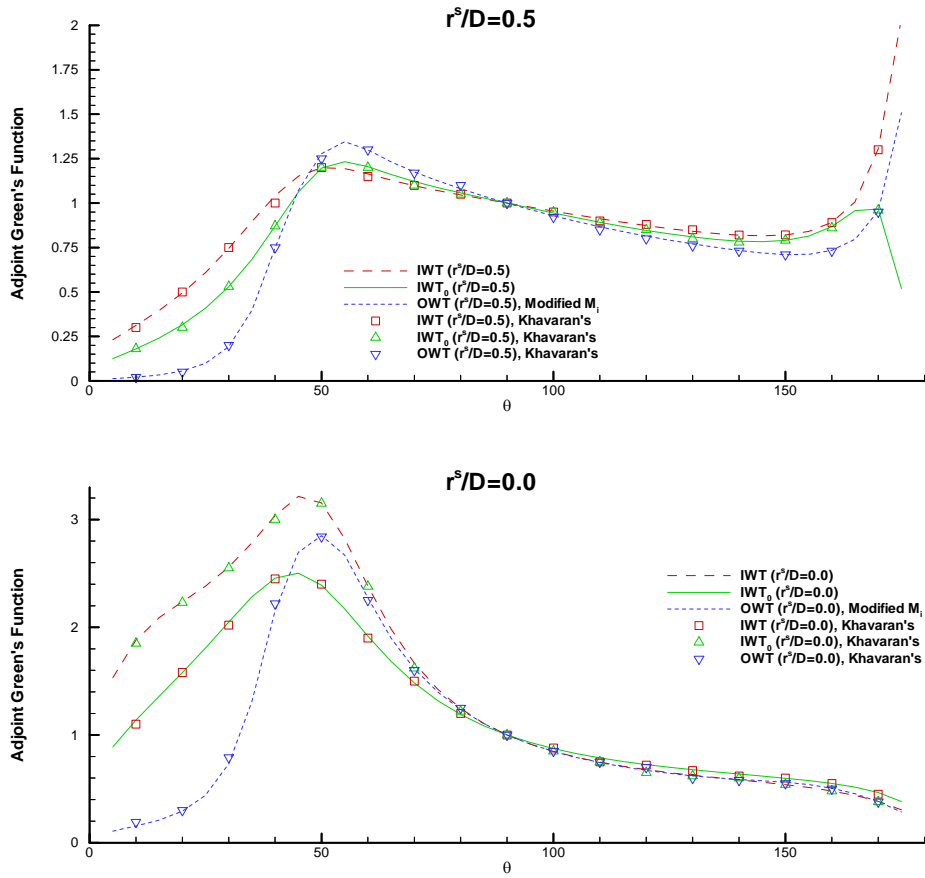 r^s/D=0.5
2
1.75
1.5
1.25
1
0.75
0.5
0.25
0
Adjoint Green's Function
IWT (r^s/D=0.5)
IWT_0 (r^s/D=0.5)
OWT (r^s/D=0.5), Modified M_i
IWT (r^s/D=0.5), Khavaran's
IWT_0 (r^s/D=0.5), Khavaran's
OWT (r^s/D=0.5), Khavaran's
0 50 100 150
θ
r^s/D=0.0
3
2
1
0
Adjoint Green's Function
IWT (r^s/D=0.0)
IWT_0 (r^s/D=0.0)
OWT (r^s/D=0.0), Modified M_i
IWT (r^s/D=0.0), Khavaran's
IWT_0 (r^s/D=0.0), Khavaran's
OWT (r^s/D=0.0), Khavaran's
0 50 100 150
θ